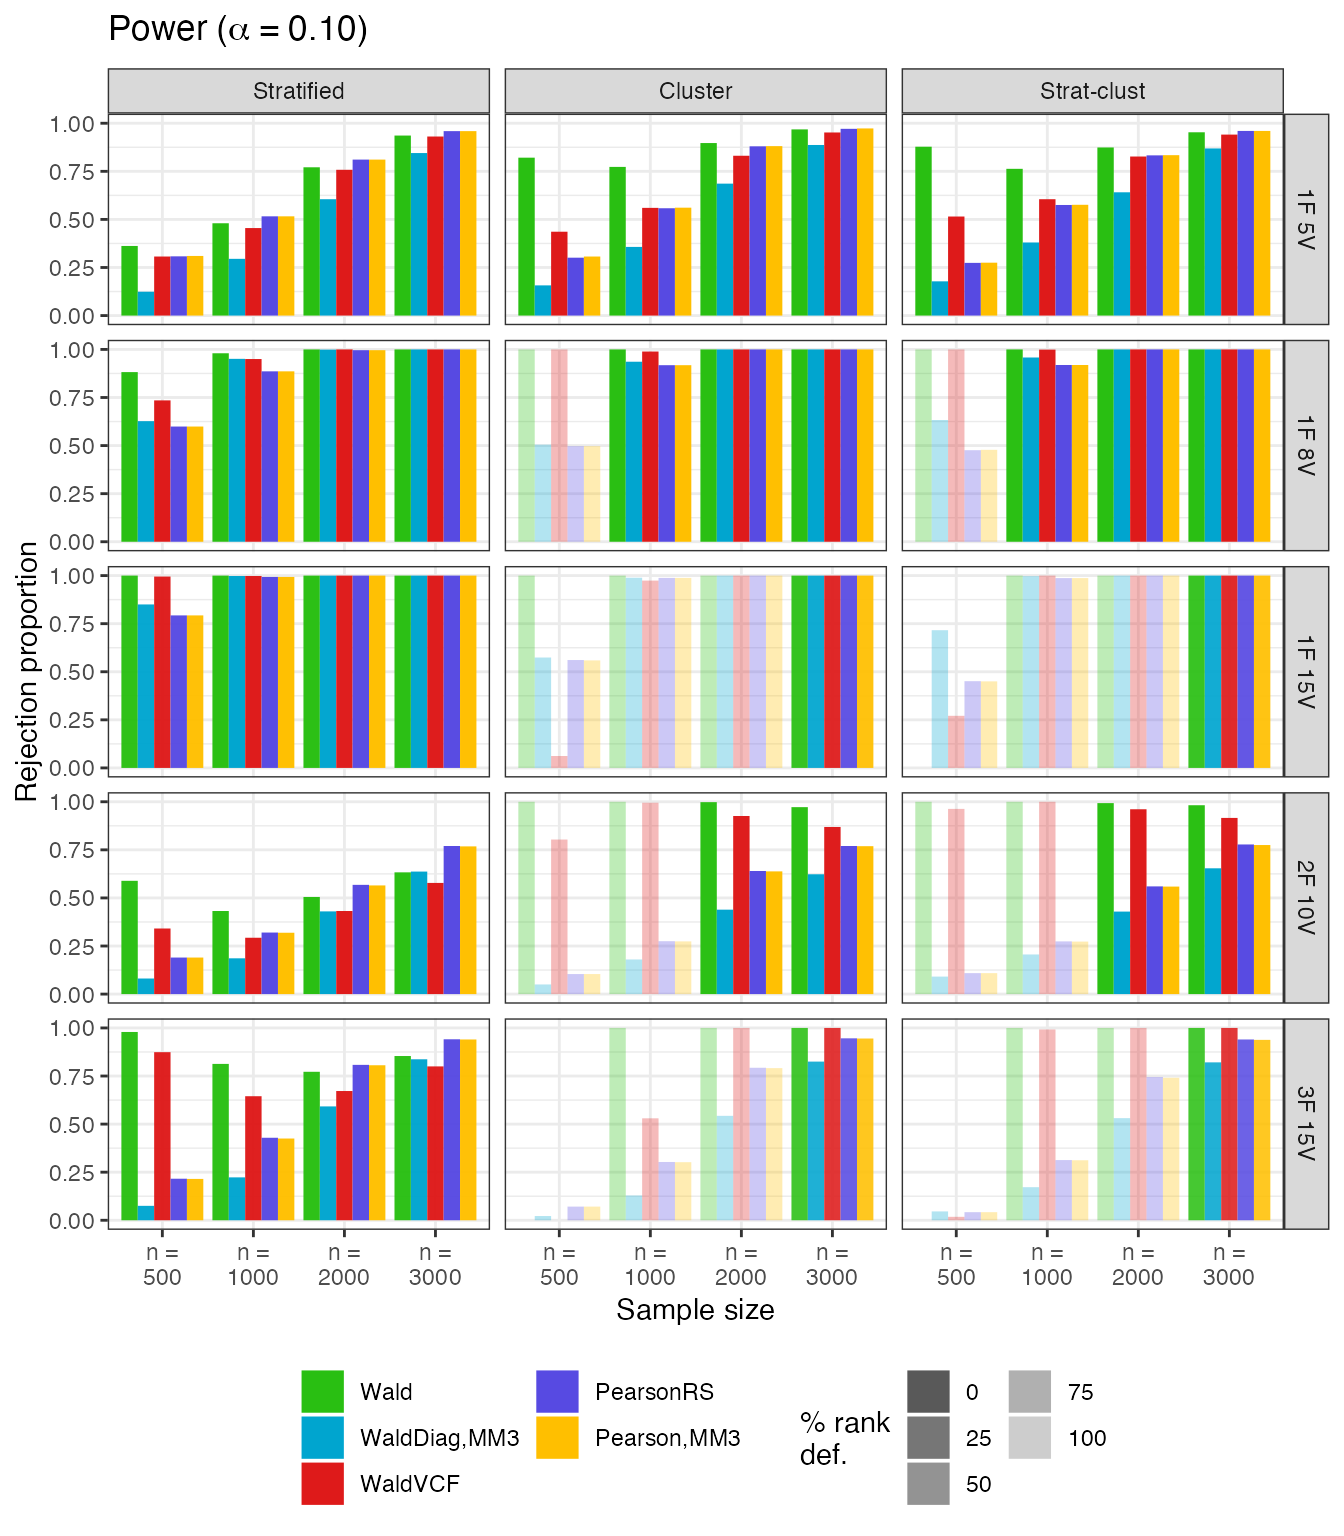 Power (α = 0.10)
Stratified
Cluster
Strat-clust
1.00
0.75
0.50
0.25
0.00
1F 5V
1.00
0.75
0.50
0.25
0.00
1F 8V
1.00
0.75
0.50
0.25
0.00
1F 15V
1.00
0.75
0.50
0.25
0.00
2F 10V
1.00
0.75
0.50
0.25
0.00
3F 15V
Rejection proportion
n =
500
n =
1000
n =
2000
n =
3000
n =
500
n =
1000
n =
2000
n =
3000
n =
500
n =
1000
n =
2000
n =
3000
Sample size
Wald
WaldDiag,MM3
WaldVCF
PearsonRS
Pearson,MM3
% rank
def.
0
25
50
75
100